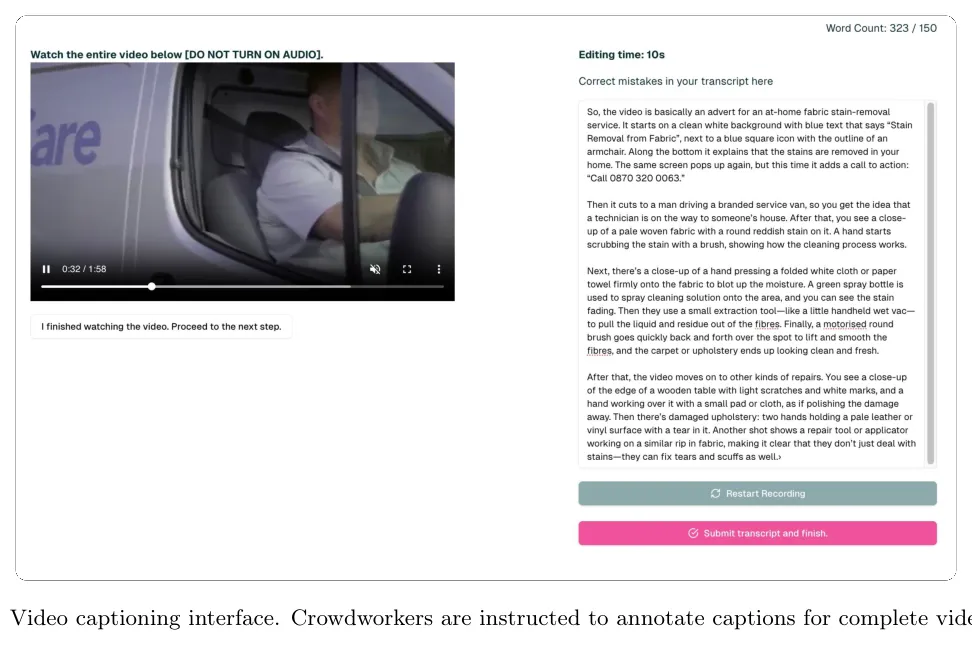 Word Count: 323 / 150
Watch the entire video below [DO NOT TURN ON AUDIO].
are
0:32 / 1:58
I finished watching the video. Proceed to the next step.
Editing time: 10s
Correct mistakes in your transcript here
So, the video is basically an advert for an at-home fabric stain-removal
service. It starts on a clean white background with blue text that says “Stain
Removal from Fabric”, next to a blue square icon with the outline of an
armchair. Along the bottom it explains that the stains are removed in your
home. The same screen pops up again, but this time it adds a call to action:
“Call 0870 320 0063.”
Then it cuts to a man driving a branded service van, so you get the idea that
a technician is on the way to someone’s house. After that, you see a close-
up of a pale woven fabric with a round reddish stain on it. A hand starts
scrubbing the stain with a brush, showing how the cleaning process works.
Next, there’s a close-up of a hand pressing a folded white cloth or paper
towel firmly onto the fabric to blot up the moisture. A green spray bottle is
used to spray cleaning solution onto the area, and you can see the stain
fading. Then they use a small extraction tool—like a little handheld wet vac—
to pull the liquid and residue out of the fibres. Finally, a motorised round
brush goes quickly back and forth over the spot to lift and smooth the
fibres, and the carpet or upholstery ends up looking clean and fresh.
After that, the video moves on to other kinds of repairs. You see a close-up
of the edge of a wooden table with light scratches and white marks, and a
hand working over it with a small pad or cloth, as if polishing the damage
away. Then there’s damaged upholstery: two hands holding a pale leather or
vinyl surface with a tear in it. Another shot shows a repair tool or applicator
working on a similar rip in fabric, making it clear that they don’t just deal with
stains—they can fix tears and scuffs as well.›
Restart Recording
Submit transcript and finish.
Video captioning interface. Crowdworkers are instructed to annotate captions for complete vide